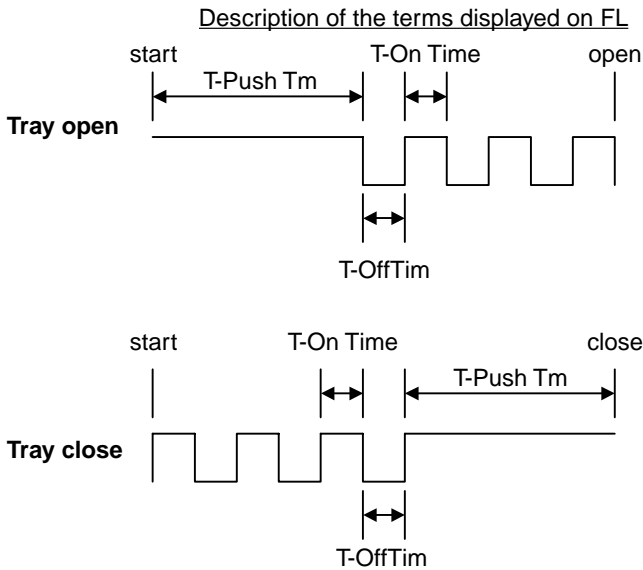 Description of the terms displayed on FL
start T-On Time open
T-Push Tm
Tray open
T-OffTim
start T-On Time close
T-Push Tm
Tray close
T-OffTim